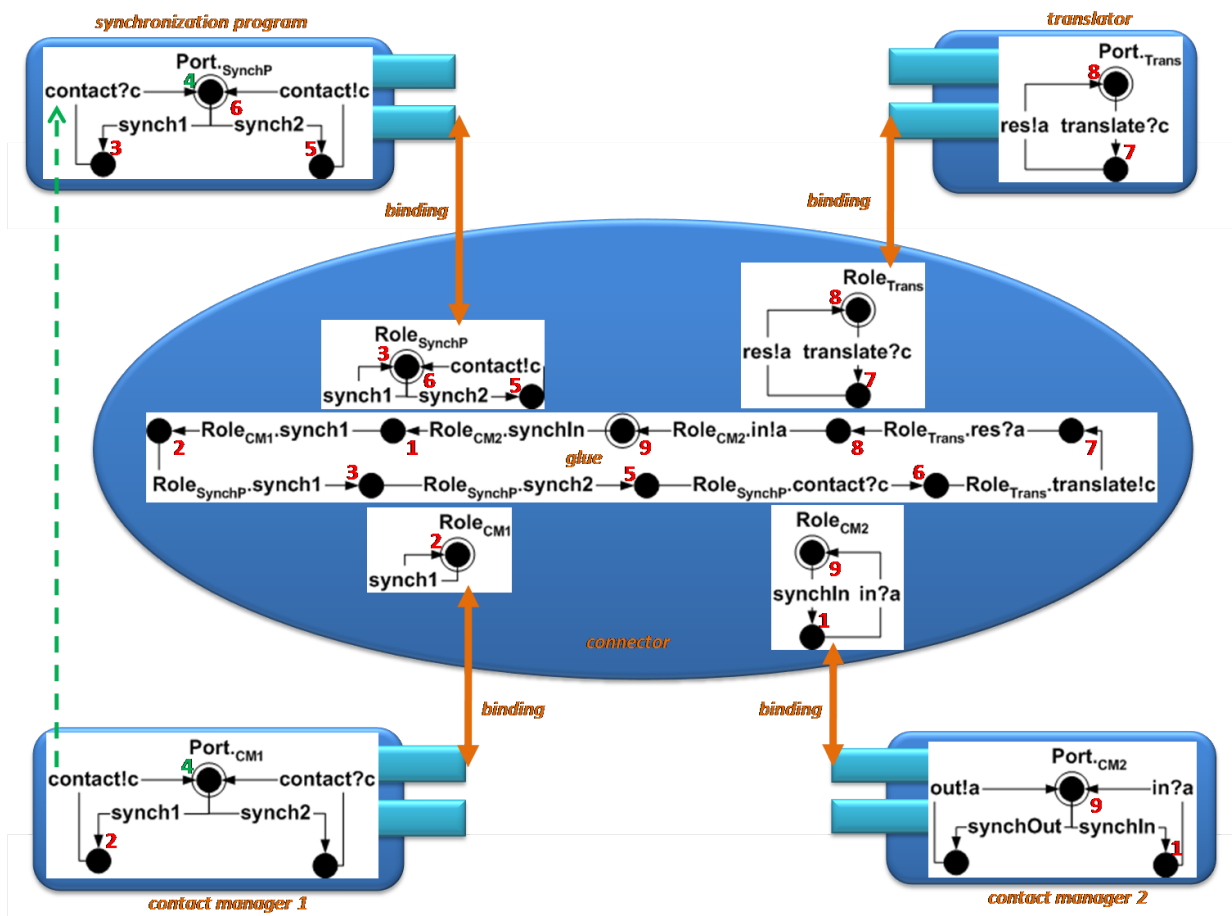 synchronization program
translator
Port.SynchP
4
contact?c
contact!c
6
synch1
synch2
3
5
Port.Trans
8
res!a translate?c
7
binding
binding
RoleSynchP
3
contact!c
6
5
synch1
synch2
RoleTrans
8
res!a translate?c
7
RoleCM1.synch1
RoleCM2.synchIn
RoleCM2.in!a
RoleTrans.res?a
2
1
9
8
7
glue
3
5
6
RoleSynchP.synch1
RoleSynchP.synch2
RoleSynchP.contact?c
RoleTrans.translate!c
RoleCM1
2
synch1
RoleCM2
9
synchIn in?a
1
connector
binding
binding
Port.CM1
4
contact!c
contact?c
synch1
synch2
2
contact manager 1
Port.CM2
out!a
in?a
9
synchOut
synchIn
1
contact manager 2